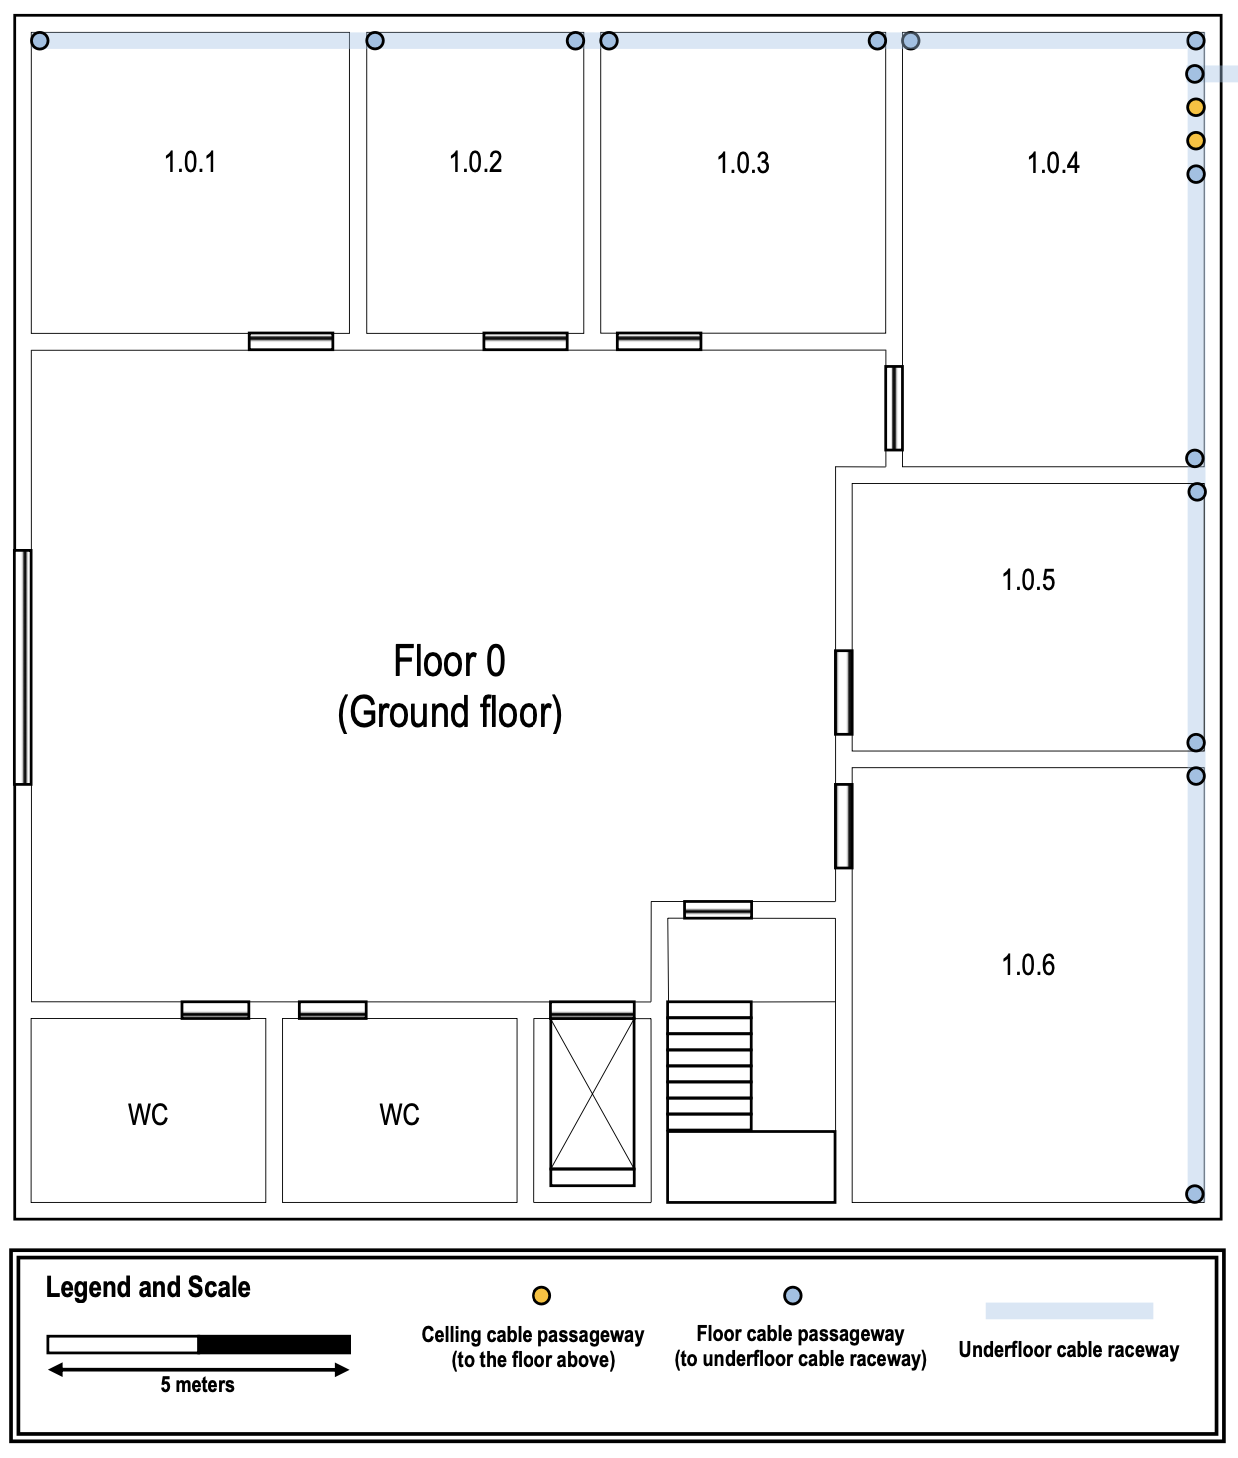 1.0.1
1.0.2
1.0.3
1.0.4
1.0.5
Floor 0
(Ground floor)
1.0.6
WC
WC
Legend and Scale
5 meters
Celling cable passageway
(to the floor above)
Floor cable passageway
(to underfloor cable raceway)
Underfloor cable raceway